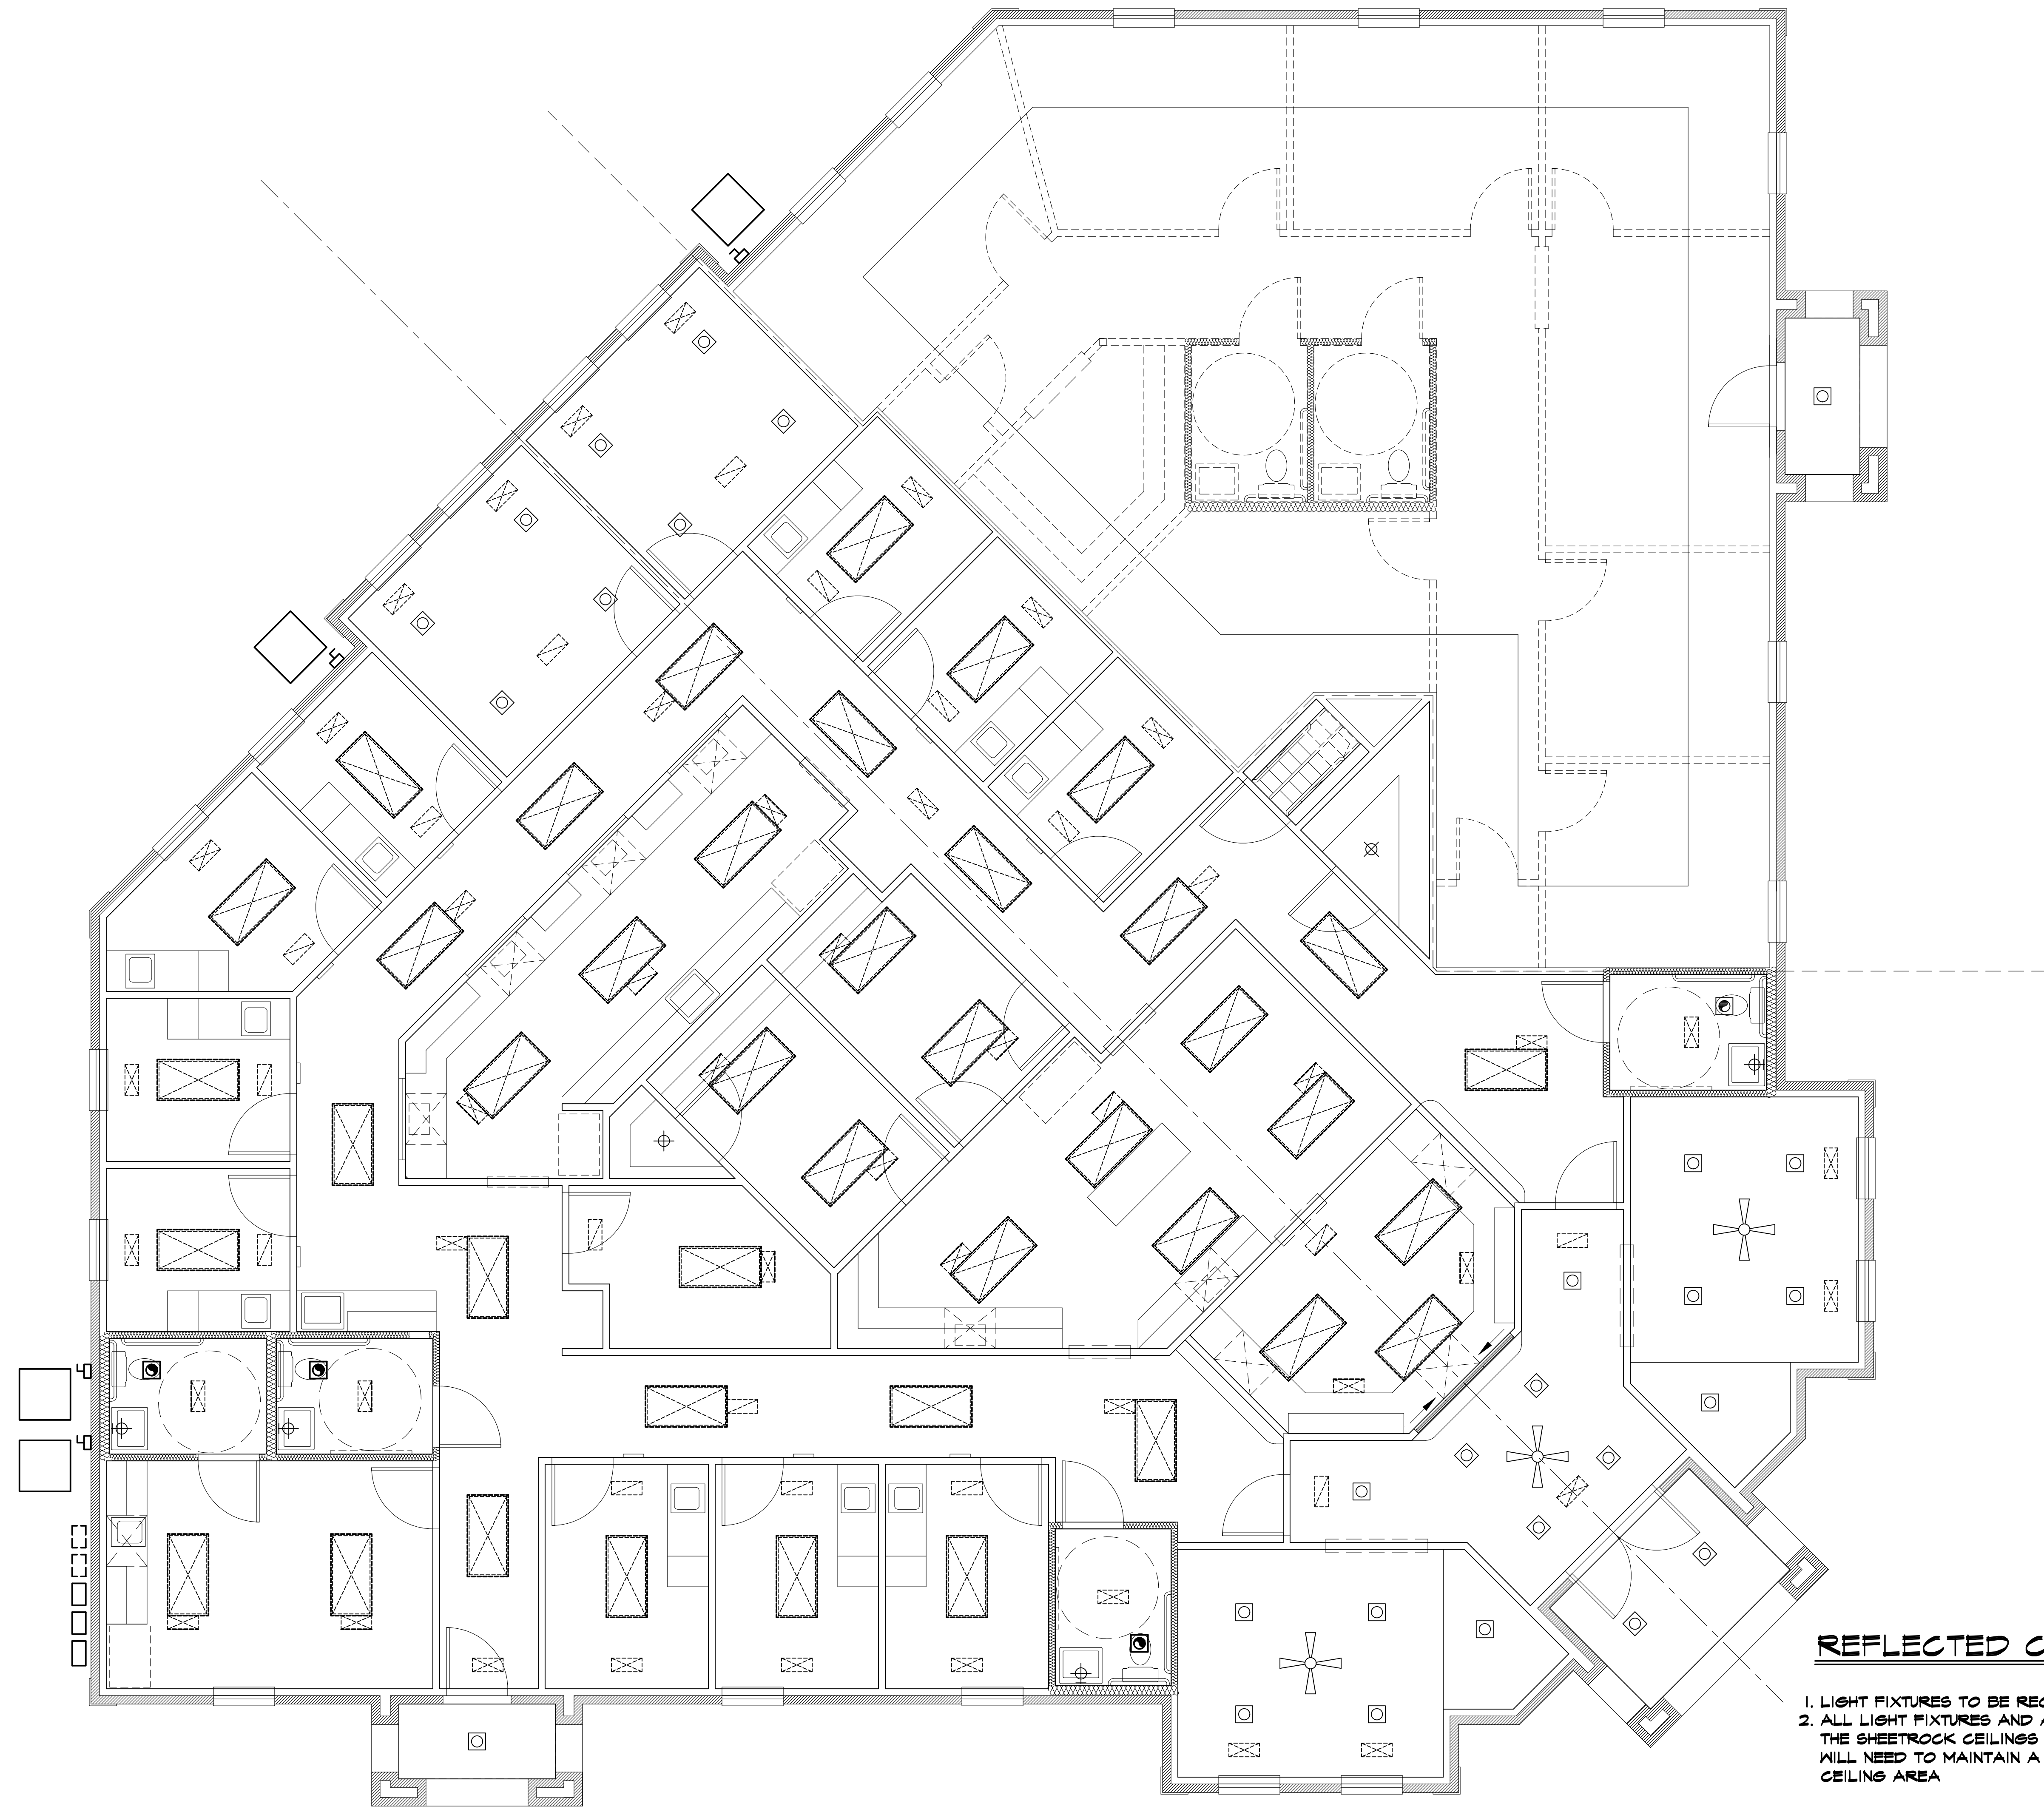 REFLECTED C
1. LIGHT FIXTURES TO BE REC
2. ALL LIGHT FIXTURES AND A
THE SHEETROCK CEILINGS
WILL NEED TO MAINTAIN A
CEILING AREA